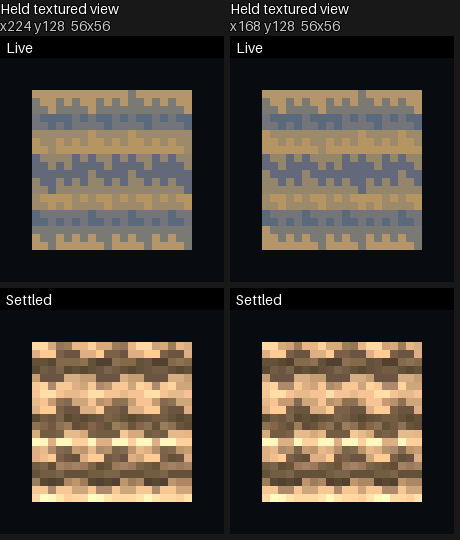 Held textured view
x224 y128 56x56
Live
Settled
Held textured view
x168 y128 56x56
Live
Settled